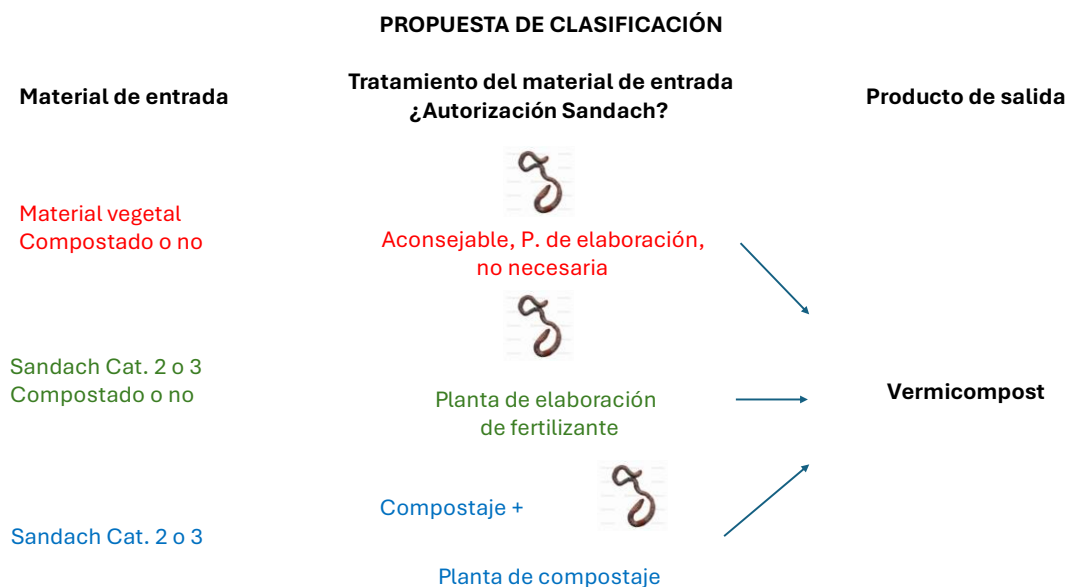 PROPUESTA DE CLASIFICACIÓN
Material de entrada
Tratamiento del material de entrada
¿Autorización Sandach?
Producto de salida
Material vegetal
Compostado o no
Aconsejable, P. de elaboración,
no necesaria
Sandach Cat. 2 o 3
Compostado o no
Planta de elaboración
de fertilizante
Vermicompost
Sandach Cat. 2 o 3
Compostaje +
Planta de compostaje